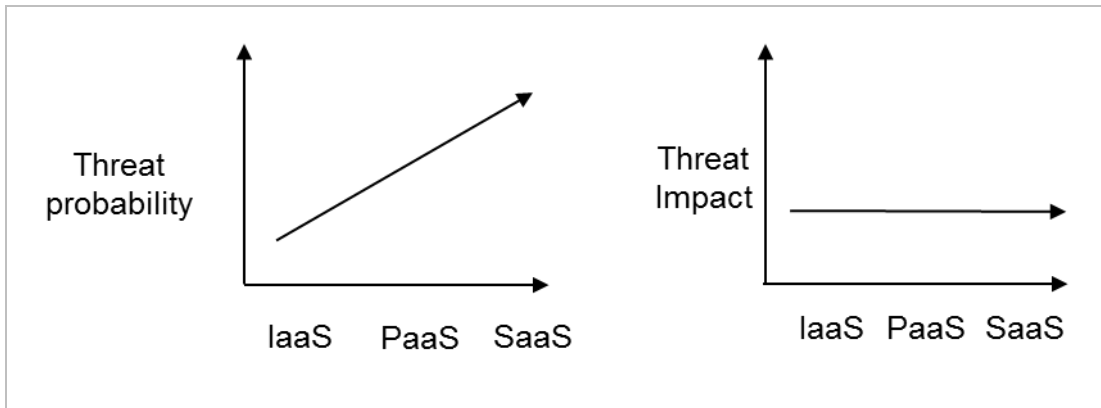 Threat
probability
IaaS PaaS SaaS
Threat
Impact
IaaS PaaS SaaS